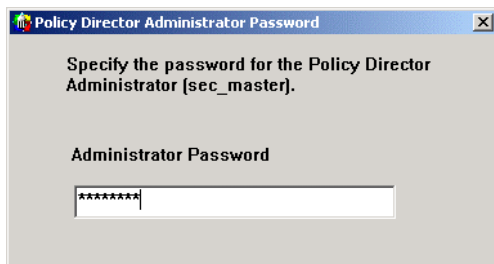 Policy Director Administrator Password
Specify the password for the Policy Director
Administrator (sec_master).
Administrator Password
********